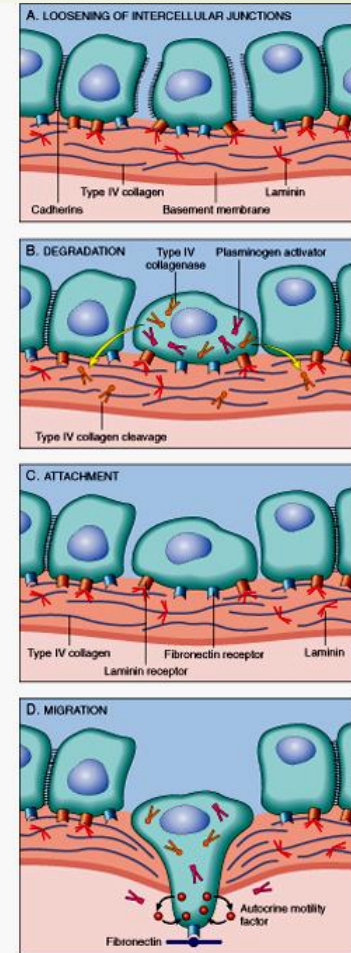 A. LOOSENING OF INTERCELLULAR JUNCTIONS
Type IV collagen
Laminin
Cadherins
Basement membrane
B. DEGRADATION
Type IV
collagenase
Plasminogen activator
Type IV collagen cleavage
C. ATTACHMENT
Type IV collagen
Fibronectin receptor
Laminin
Laminin receptor
D. MIGRATION
Autocrine motility
factor
Fibronectin